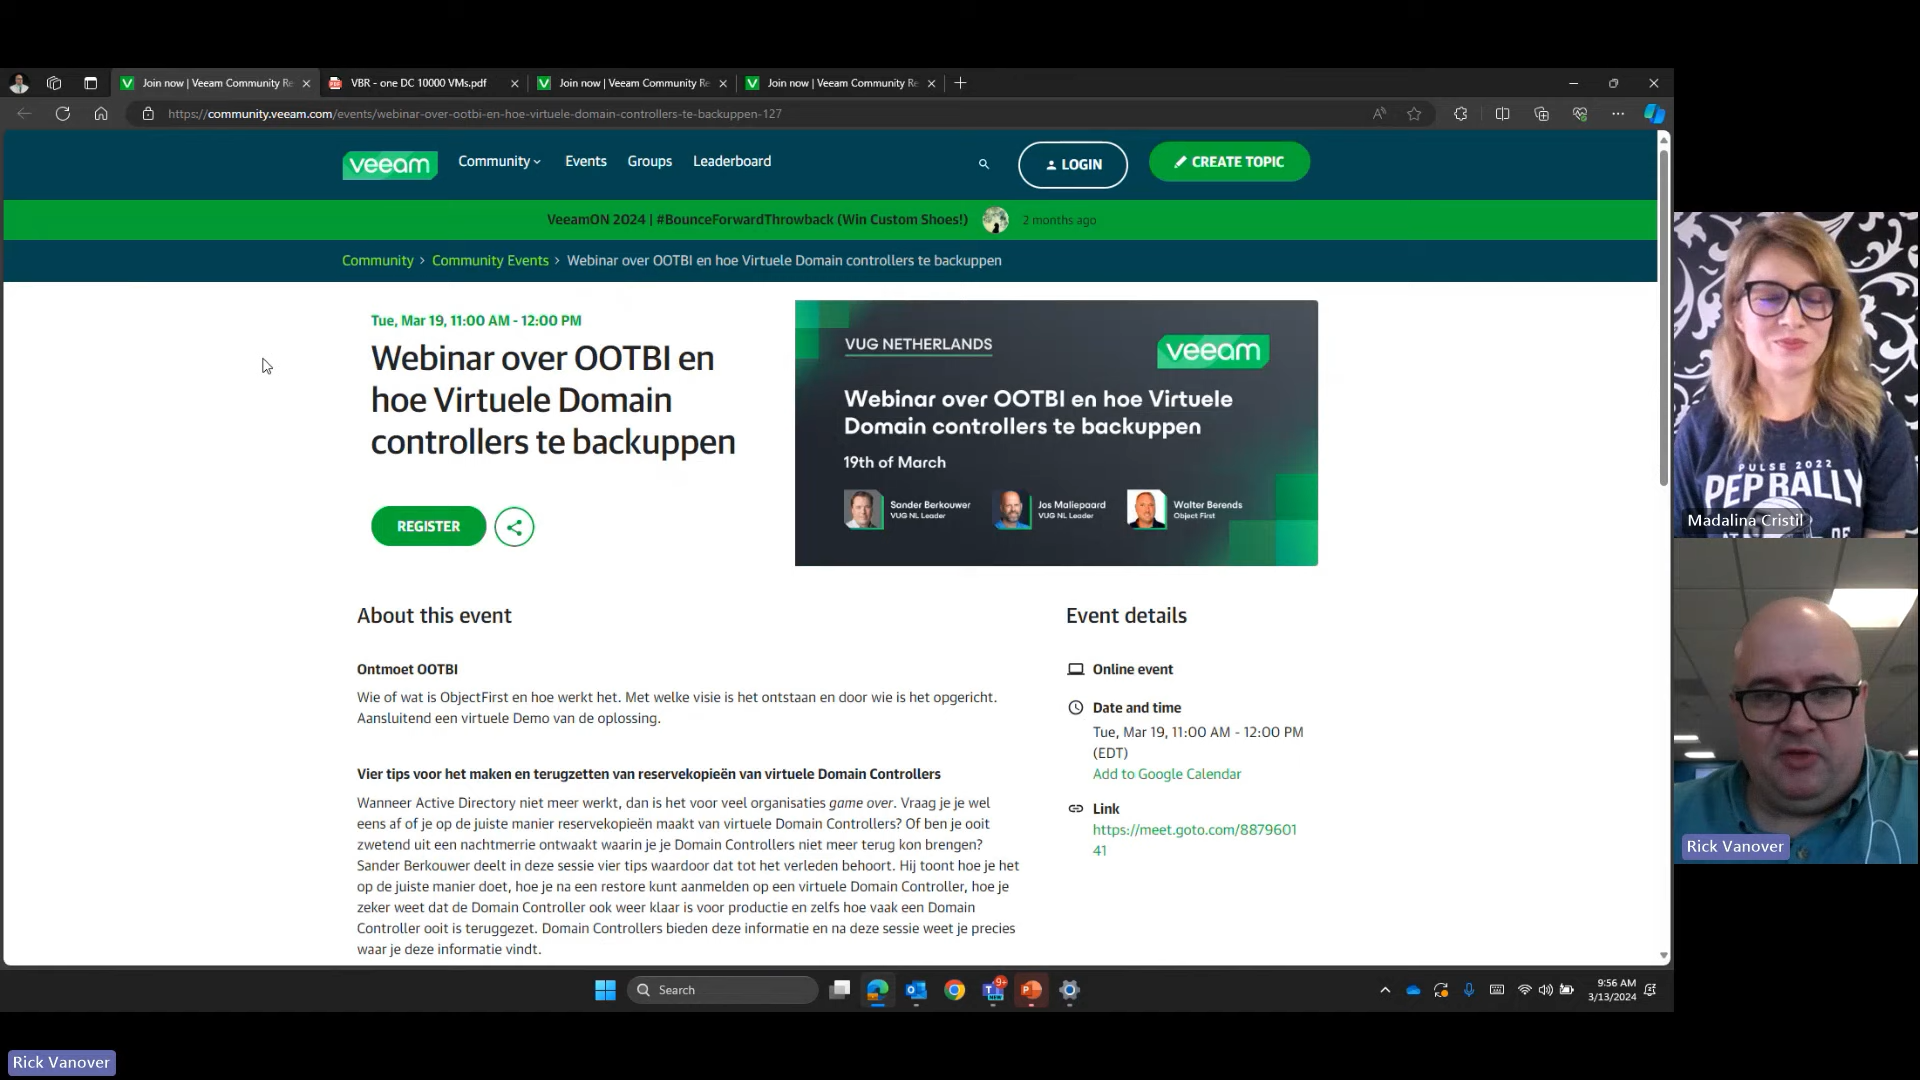 Join now | Veeam Community Re
VBR - one DC 10000 VMs.pdf
Join now | Veeam Community Re
Join now | Veeam Community Re
https://community.veeam.com/events/webinar-over-ootbi-en-hoe-virtuele-domain-controllers-te-backuppen-127
veeam
Community
Events
Groups
Leaderboard
LOGIN
CREATE TOPIC
VeeamON 2024 | #BounceForwardThrowback (Win Custom Shoes!)
2 months ago
Community > Community Events > Webinar over OOTBI en hoe Virtuele Domain controllers te backuppen
Tue, Mar 19, 11:00 AM - 12:00 PM
Webinar over OOTBI en
hoe Virtuele Domain
controllers te backuppen
REGISTER
VUG NETHERLANDS
veeam
Webinar over OOTBI en hoe Virtuele
Domain controllers te backuppen
19th of March
Sander Berkouwer
VUG NL Leader
Jos Maliepaard
VUG NL Leader
Walter Berends
Object First
About this event
Ontmoet OOTBI
Wie of wat is ObjectFirst en hoe werkt het. Met welke visie is het ontstaan en door wie is het opgericht.
Aansluitend een virtuele Demo van de oplossing.
Vier tips voor het maken en terugzetten van reservekopieën van virtuele Domain Controllers
Wanneer Active Directory niet meer werkt, dan is het voor veel organisaties game over. Vraag je je wel
eens af of je op de juiste manier reservekopieën maakt van virtuele Domain Controllers? Of ben je ooit
zwetend uit een nachtmerrie ontwaakt waarin je je Domain Controllers niet meer terug kon brengen?
Sander Berkouwer deelt in deze sessie vier tips waardoor dat tot het verleden behoort. Hij toont hoe je het
op de juiste manier doet, hoe je na een restore kunt aanmelden op een virtuele Domain Controller, hoe je
zeker weet dat de Domain Controller ook weer klaar is voor productie en zelfs hoe vaak een Domain
Controller ooit is teruggezet. Domain Controllers bieden deze informatie en na deze sessie weet je precies
waar je deze informatie vindt.
Event details
Online event
Date and time
Tue, Mar 19, 11:00 AM - 12:00 PM
(EDT)
Add to Google Calendar
Link
https://meet.goto.com/8879601
41
PULSE 2022
PEP RALLY
Madalina Cristil
Rick Vanover
Search
9+
9:56 AM
3/13/2024
Rick Vanover